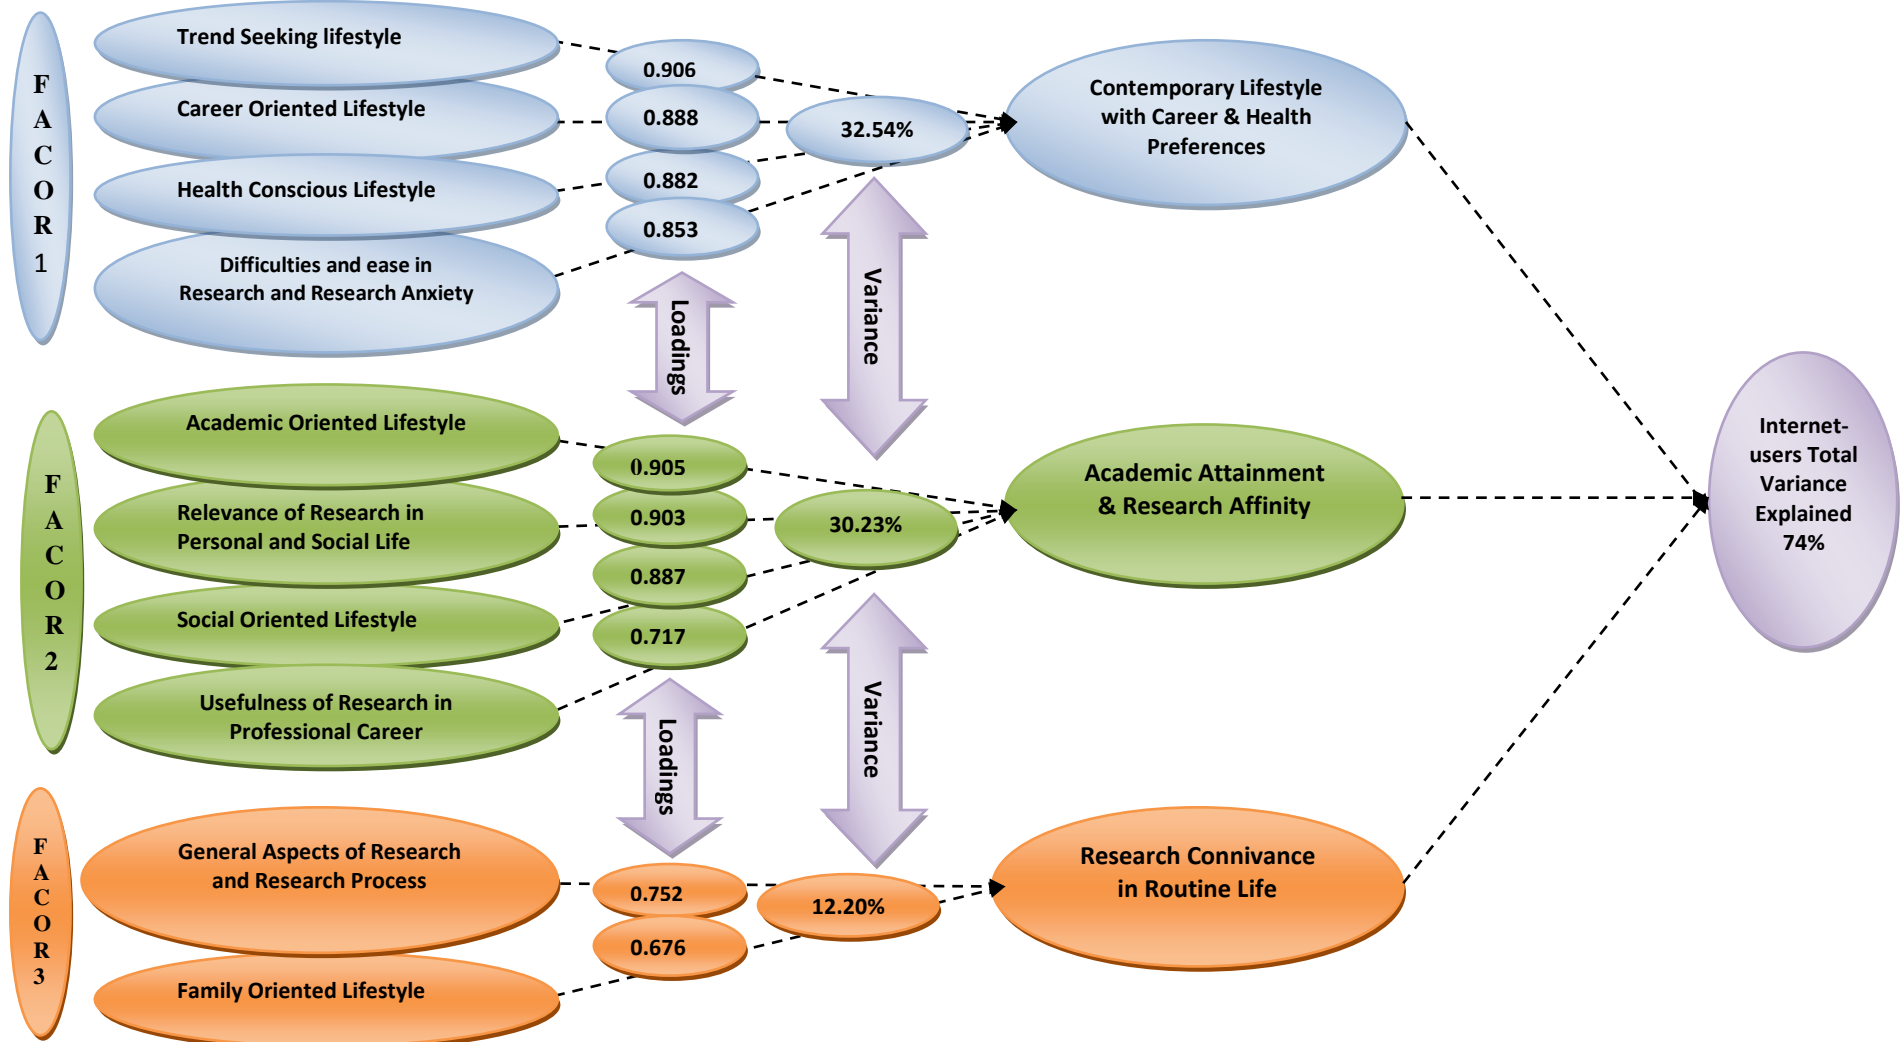 F
A
C
O
R
1
Trend Seeking lifestyle
Career Oriented Lifestyle
Health Conscious Lifestyle
Difficulties and ease in
Research and Research Anxiety
0.906
0.888
0.882
0.853
32.54%
Contemporary Lifestyle
with Career & Health
Preferences
Loadings
Variance
F
A
C
O
R
2
Academic Oriented Lifestyle
Relevance of Research in
Personal and Social Life
Social Oriented Lifestyle
Usefulness of Research in
Professional Career
0.905
0.903
0.887
0.717
30.23%
Academic Attainment
& Research Affinity
Internet-
users Total
Variance
Explained
74%
Loadings
Variance
F
A
C
O
R
3
General Aspects of Research
and Research Process
Family Oriented Lifestyle
0.752
0.676
12.20%
Research Connivance
in Routine Life